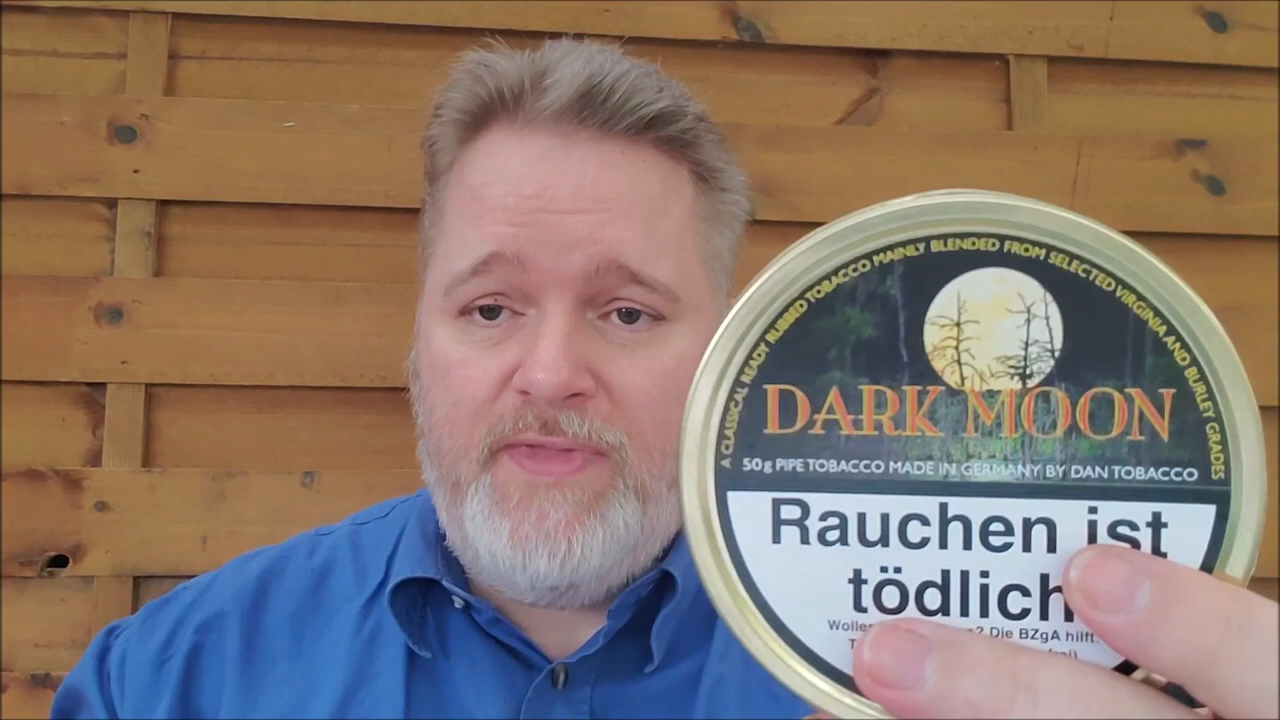 A CLASSICAL READY RUBBED TOBACCO MAINLY BLENDED FROM SELECTED VIRGINIA AND BURLEY GRADES
DARK MOON
50g PIPE TOBACCO MADE IN GERMANY BY DAN TOBACCO
Rauchen ist
tödlich
Die BZgA hilft: